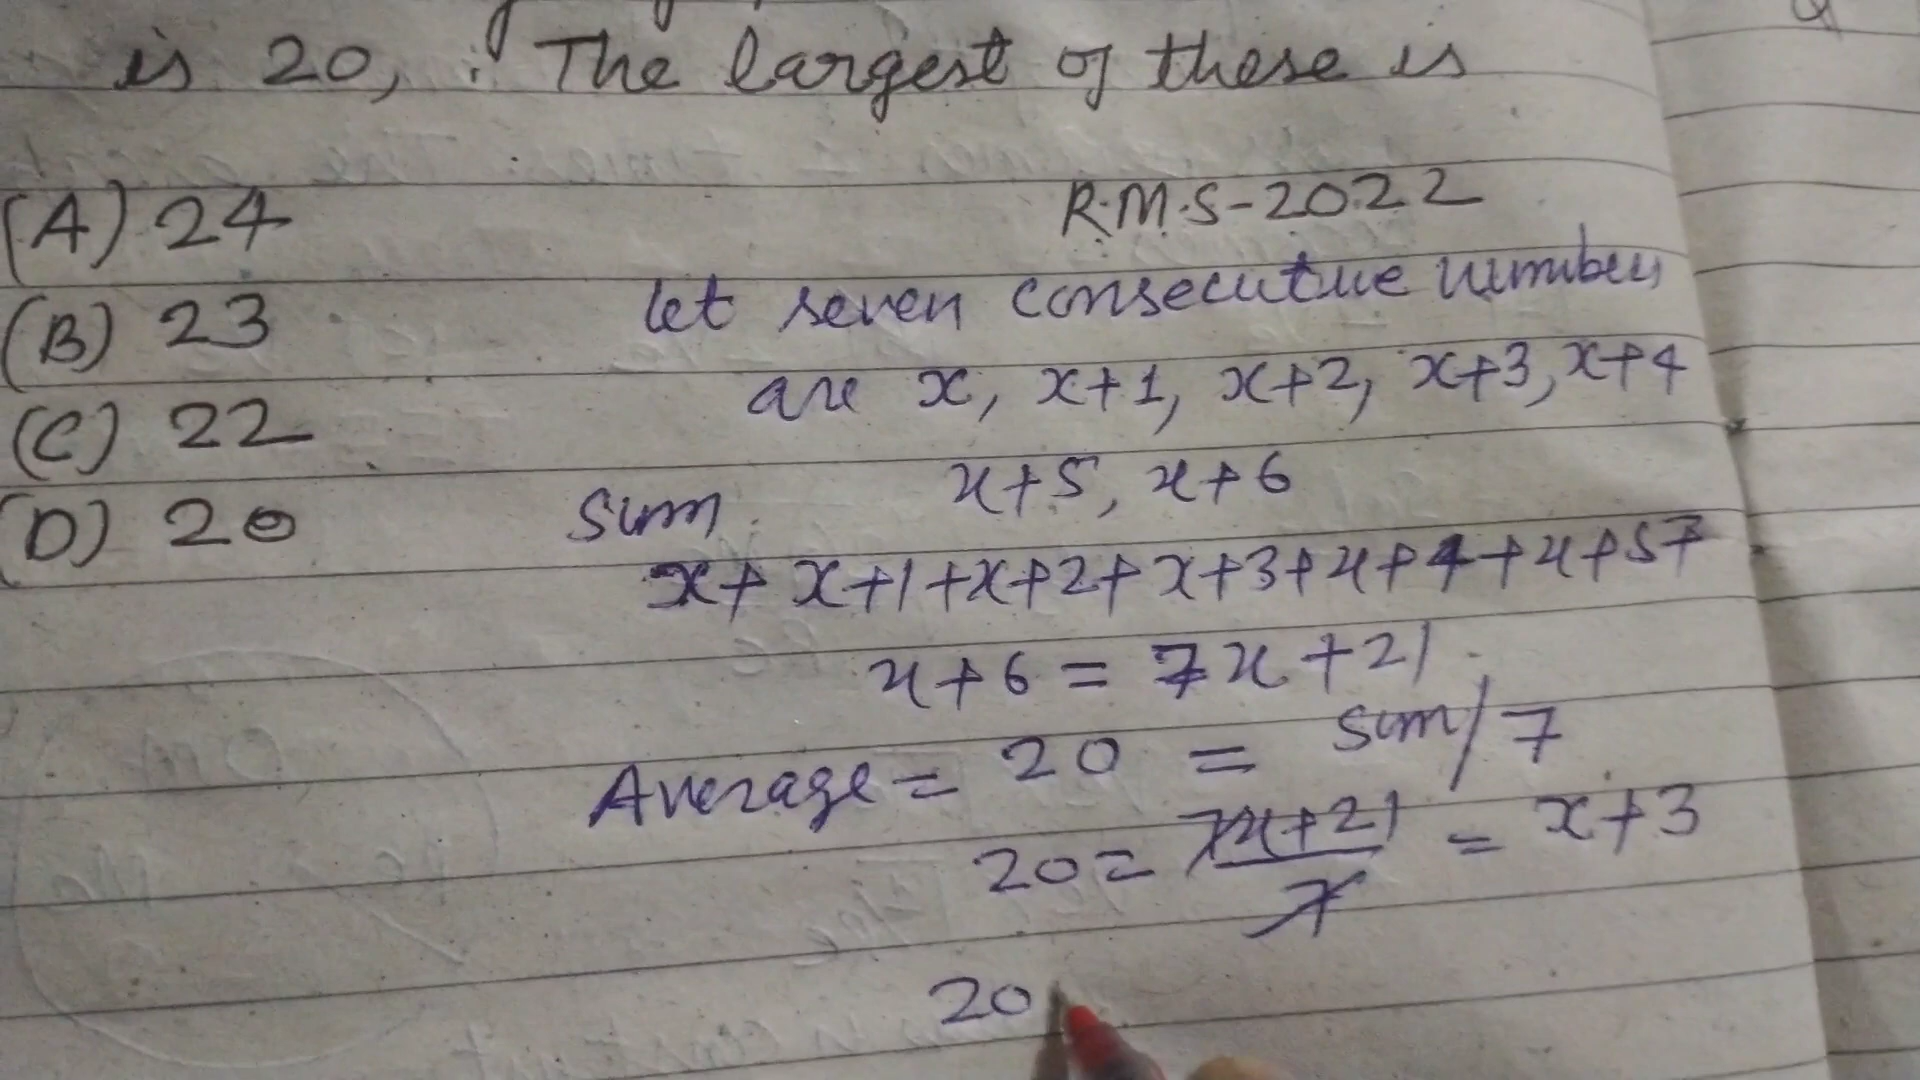 is 20, The largest of these is
R.M.S-2022
(A) 24
(B) 23
(C) 22
(D) 20
let seven consecutive number
are x, x+1, x+2, x+3, x+4
x+5, x+6
Sum
x+ x+1+x+2+x+3+x+4+x+5+
x+6 = 7x+21
Average = 20 = sum/7
20 = 7x+21/7 = x+3
20